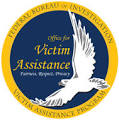 FEDERAL BUREAU OF INVESTIGATION
Office for
Victim
Assistance
Fairness, Respect, Privacy
VICTIM ASSISTANCE PROGRAM